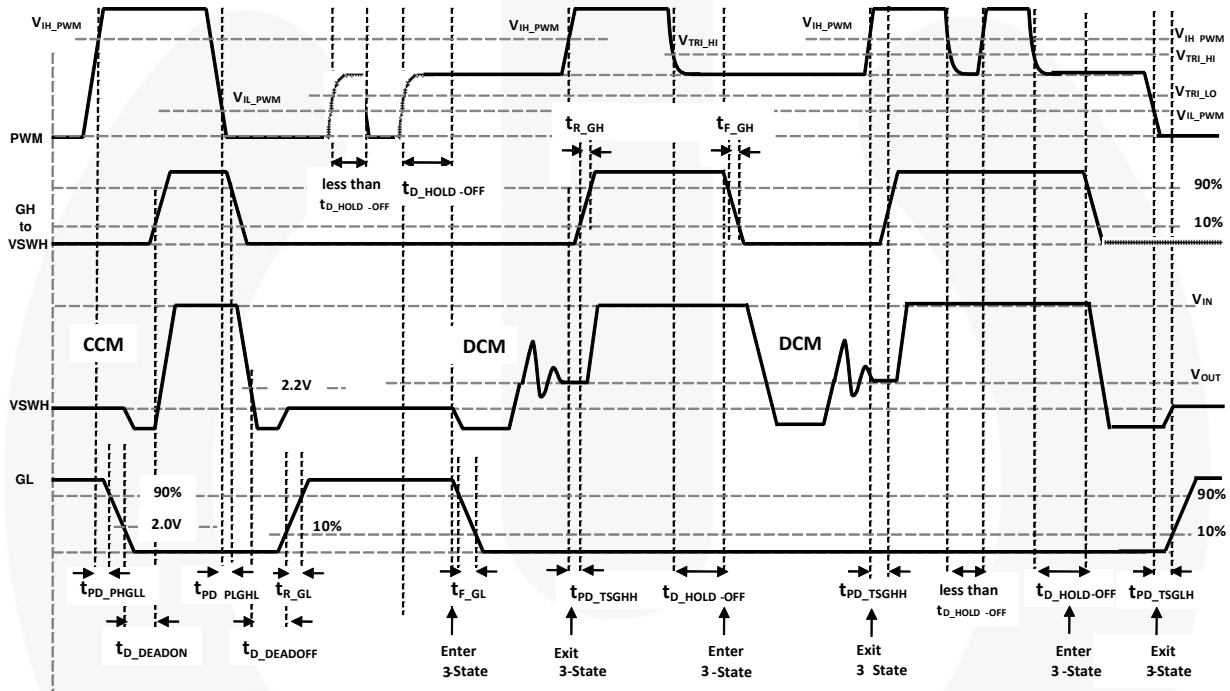 VIH_PWM
VIH_PWM
VTRI_HI
VIH_PWM
VIH_PWM
VTRI_HI
VIL_PWM
VTRI_LO
VIL_PWM
PWM
tR_GH
tF_GH
less than
tD_HOLD -OFF
tD_HOLD -OFF
90%
GH
to
VSWH
10%
VIN
CCM
DCM
DCM
2.2V
VOUT
VSWH
GL
90%
90%
2.0V
10%
10%
tPD_PHGLL
tPD_PLGHL
tR_GL
tF_GL
tPD_TSGHH
tD_HOLD -OFF
tPD_TSGHH
less than
tD_HOLD -OFF
tD_HOLD-OFF
tPD_TSGLH
tD_DEADON
tD_DEADOFF
Enter
3-State
Exit
3-State
Enter
3 -State
Exit
3 State
Enter
3 -State
Exit
3-State